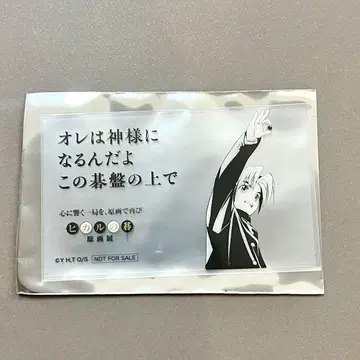 オレは神様に
なるんだよ
この碁盤の上で
心に響く一局を、原画で再び
ヒカルの碁
原画展
©Y H,T O/S NOT FOR SALE